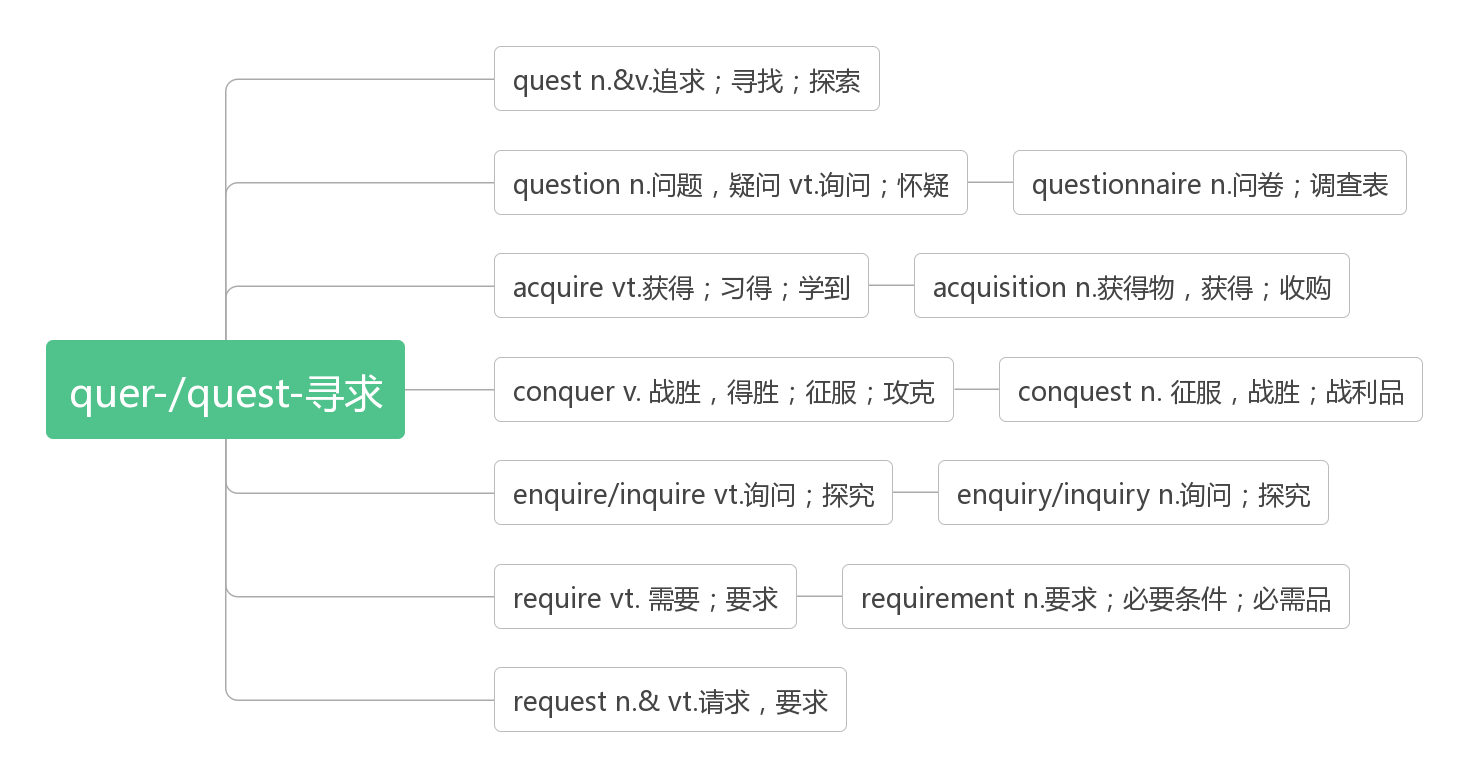 quer-/quest-寻求
quest n.&v.追求；寻找；探索
question n.问题，疑问 vt.询问；怀疑
questionnaire n.问卷；调查表
acquire vt.获得；习得；学到
acquisition n.获得物，获得；收购
conquer v. 战胜，得胜；征服；攻克
conquest n. 征服，战胜；战利品
enquire/inquire vt.询问；探究
enquiry/inquiry n.询问；探究
require vt. 需要；要求
requirement n.要求；必要条件；必需品
request n.& vt.请求，要求